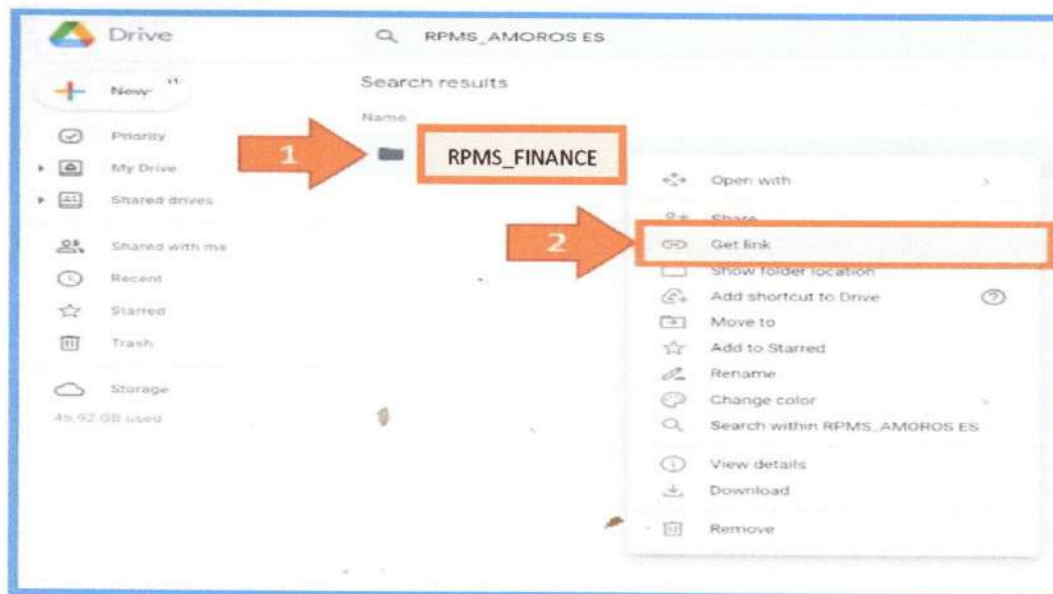 Drive
RPMS_AMOROS ES
New
Search results
Name
Priority
1
RPMS_FINANCE
My Drive
Open with
Shared drives
Share
2
Get link
Shared with me
Show folder location
Recent
Add shortcut to Drive
Starred
Move to
Trash
Add to Starred
Rename
Storage
Change color
46.92 GB used
Search within RPMS_AMOROS ES
View details
Download
Remove